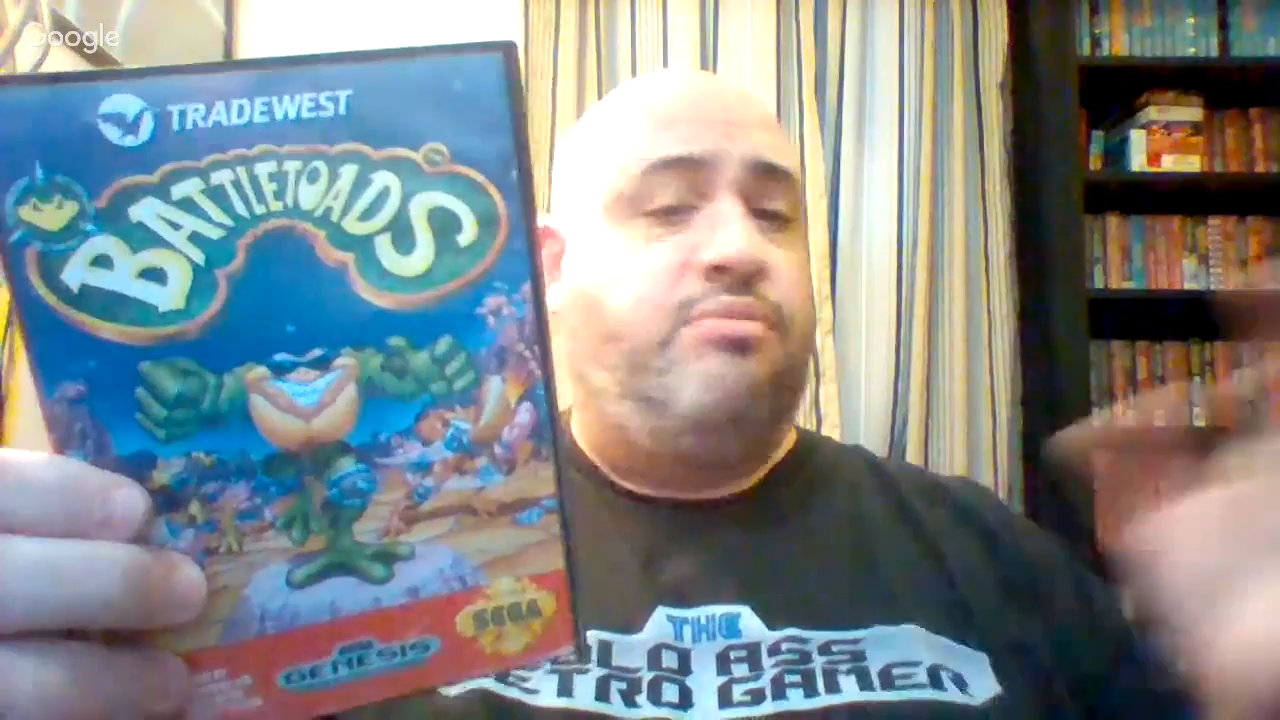 Google
TRADEWEST
BATTLETOADS
SEGA
GENESIS
THE
ASS
GAMER